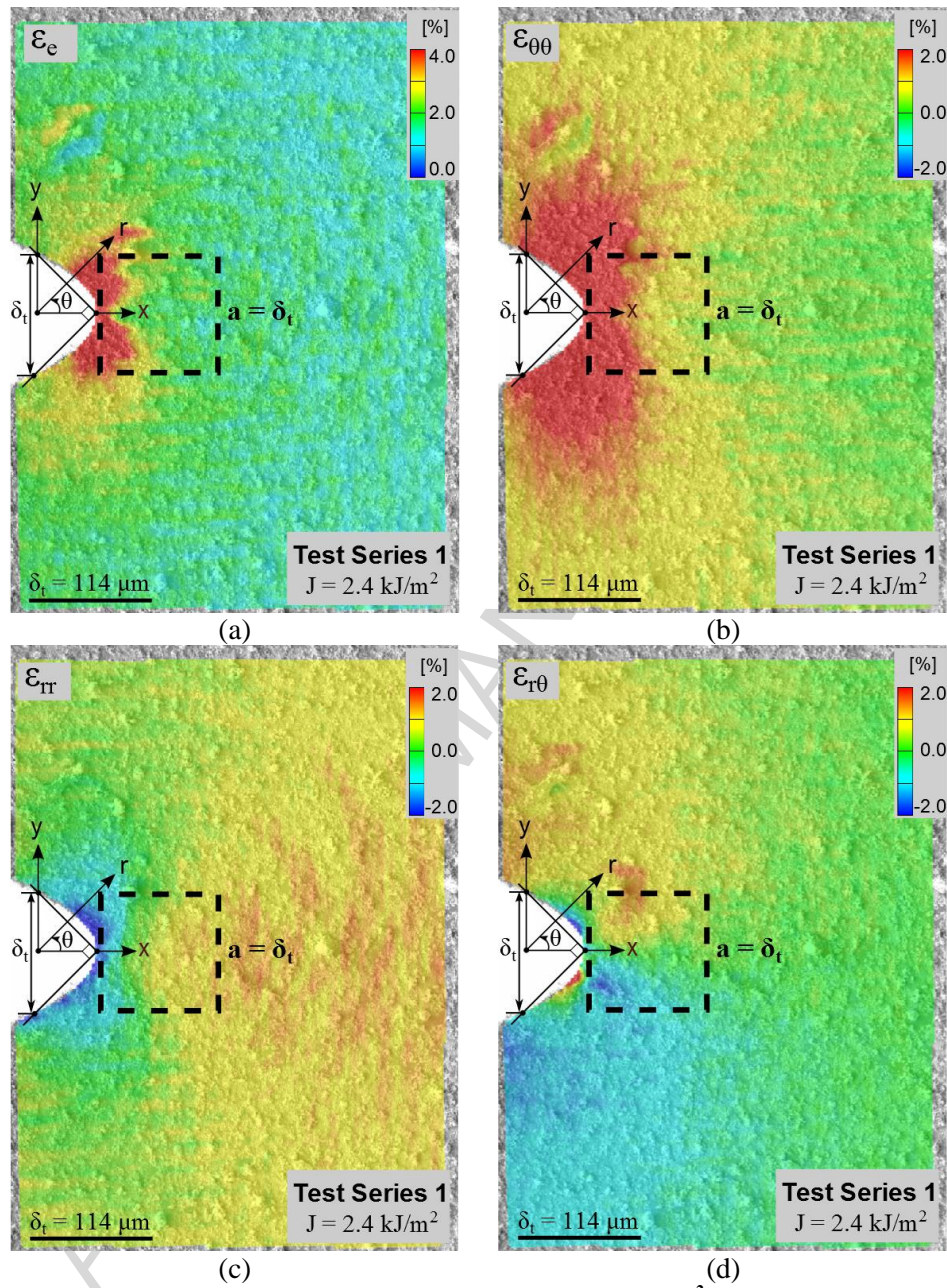 εe
[%]
4.0
2.0
0.0
y
r
θ
x
δt
a = δt
Test Series 1
δt = 114 µm
J = 2.4 kJ/m²
(a)
εθθ
[%]
2.0
0.0
-2.0
y
r
θ
x
δt
a = δt
Test Series 1
δt = 114 µm
J = 2.4 kJ/m²
(b)
εrr
[%]
2.0
0.0
-2.0
y
r
θ
x
δt
a = δt
Test Series 1
δt = 114 µm
J = 2.4 kJ/m²
(c)
εrθ
[%]
2.0
0.0
-2.0
y
r
θ
x
δt
a = δt
Test Series 1
δt = 114 µm
J = 2.4 kJ/m²
(d)